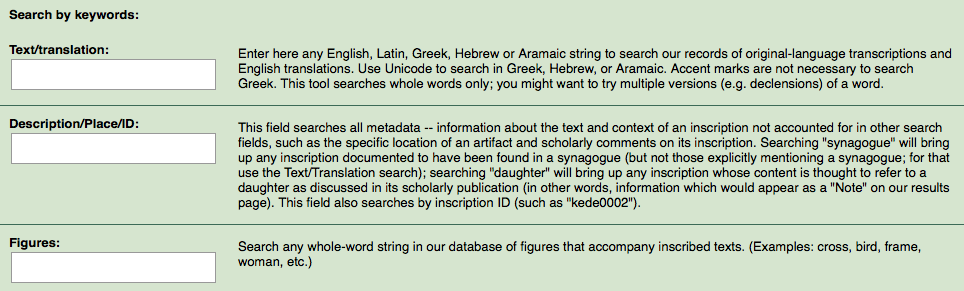 Search by keywords:
Text/translation:
Enter here any English, Latin, Greek, Hebrew or Aramaic string to search our records of original-language transcriptions and
English translations. Use Unicode to search in Greek, Hebrew, or Aramaic. Accent marks are not necessary to search
Greek. This tool searches whole words only; you might want to try multiple versions (e.g. declensions) of a word.
Description/Place/ID:
This field searches all metadata -- information about the text and context of an inscription not accounted for in other search
fields, such as the specific location of an artifact and scholarly comments on its inscription. Searching "synagogue" will bring
up any inscription documented to have been found in a synagogue (but not those explicitly mentioning a synagogue; for that
use the Text/Translation search); searching "daughter" will bring up any inscription whose content is thought to refer to a
daughter as discussed in its scholarly publication (in other words, information which would appear as a "Note" on our results
page). This field also searches by inscription ID (such as "kede0002").
Figures:
Search any whole-word string in our database of figures that accompany inscribed texts. (Examples: cross, bird, frame,
woman, etc.)